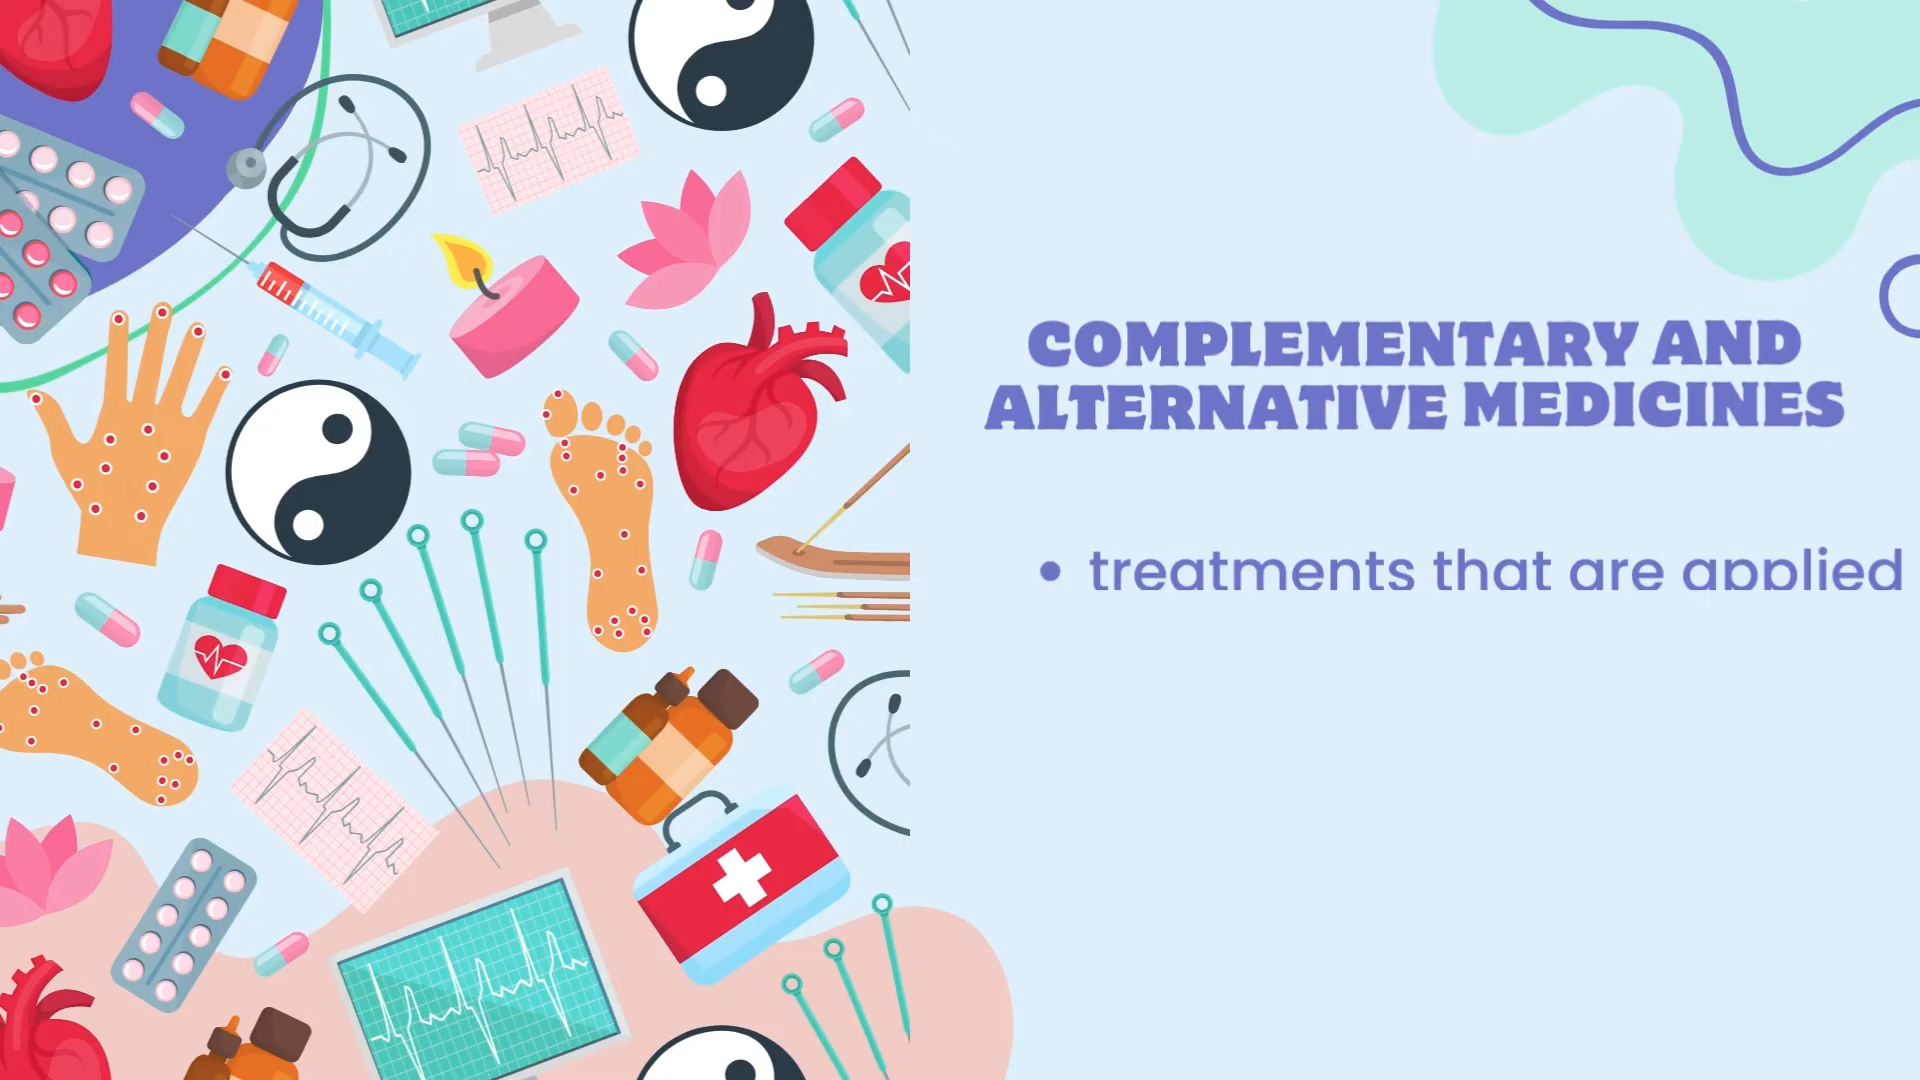 COMPLEMENTARY AND
ALTERNATIVE MEDICINES
• treatments that are applied